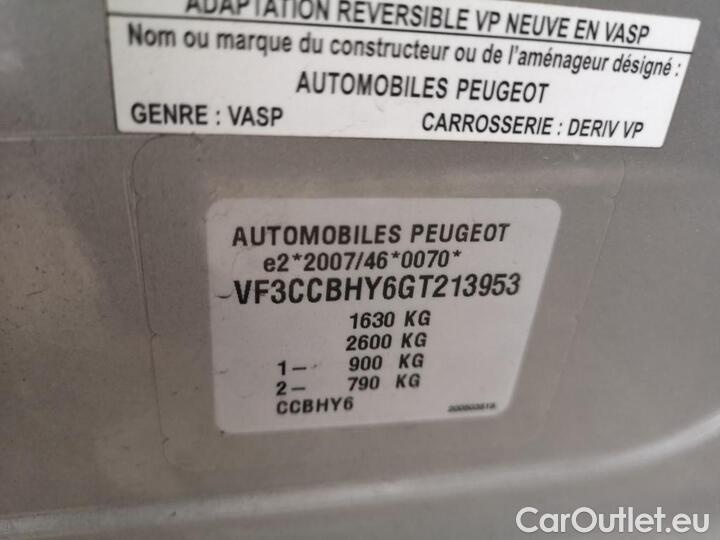 ADAPTATION REVERSIBLE VP NEUVE EN VASP
Nom ou marque du constructeur ou de l'aménageur désigné :
AUTOMOBILES PEUGEOT
GENRE : VASP CARROSSERIE : DERIV VP
AUTOMOBILES PEUGEOT
e2*2007/46*0070*
VF3CCBHY6GT213953
1630 KG
2600 KG
1- 900 KG
2- 790 KG
CCBHY6
CarOutlet.eu